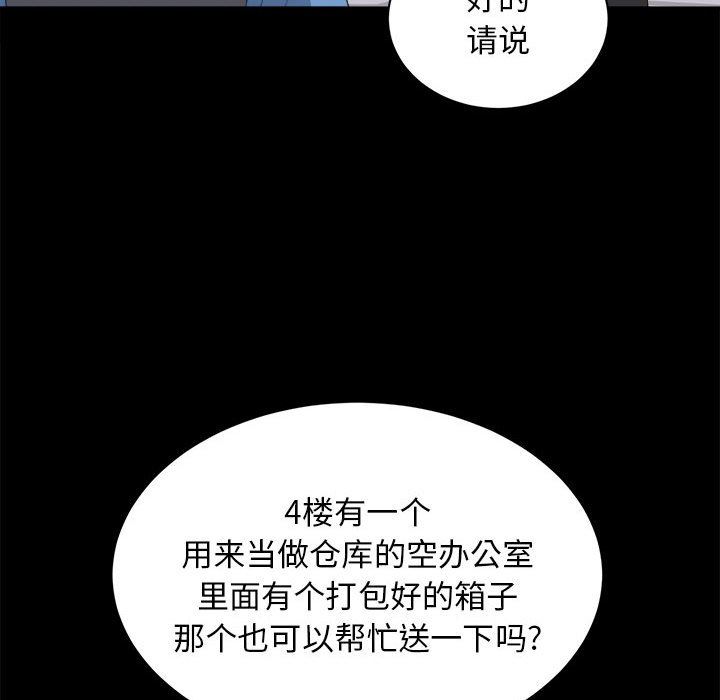 好的
请说
4楼有一个
用来当做仓库的空办公室
里面有个打包好的箱子
那个也可以帮忙送一下吗?